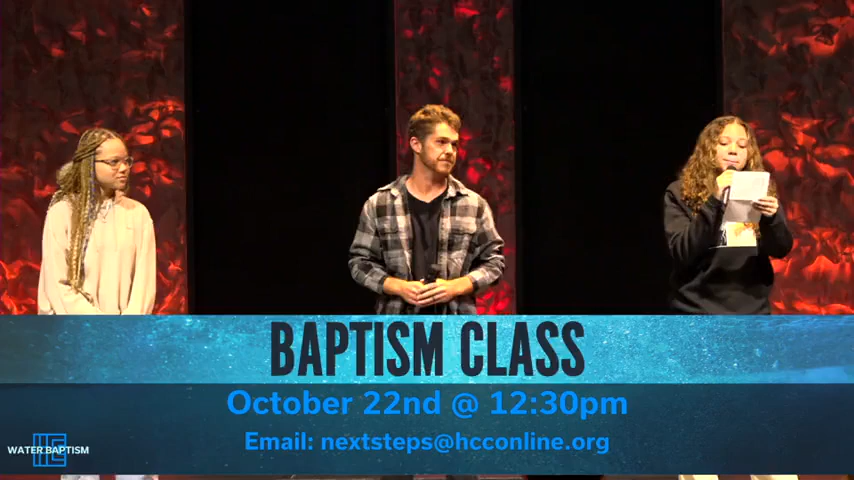 BAPTISM CLASS
October 22nd @ 12:30pm
Email: nextsteps@hcconline.org
WATER BAPTISM